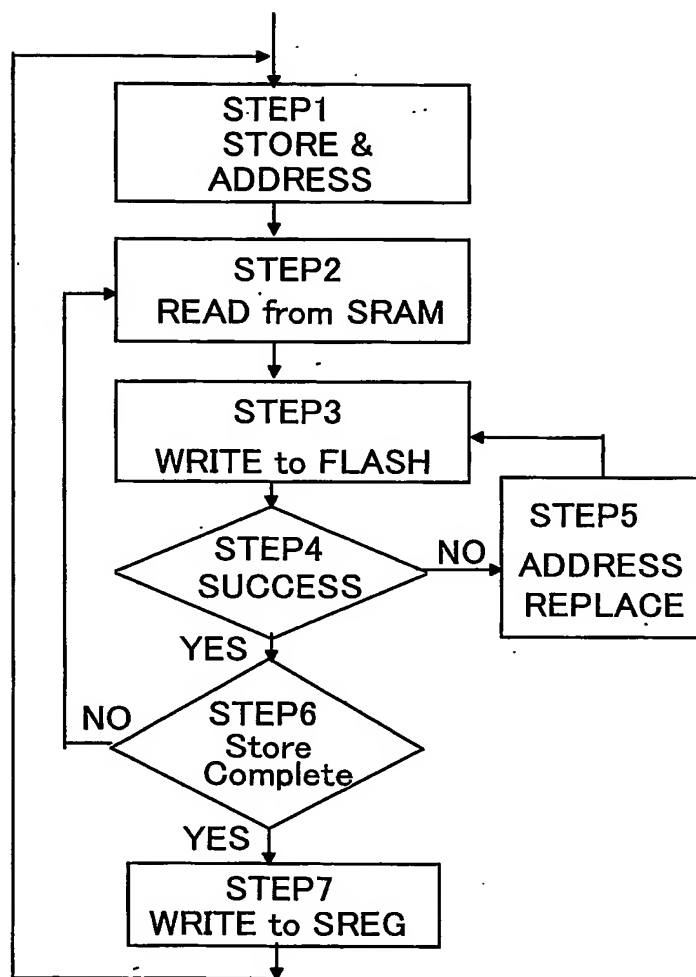 STEP1
STORE &
ADDRESS
STEP2
READ from SRAM
STEP3
WRITE to FLASH
STEP4
SUCCESS
NO
STEP5
ADDRESS
REPLACE
YES
NO
STEP6
Store
Complete
YES
STEP7
WRITE to SREG